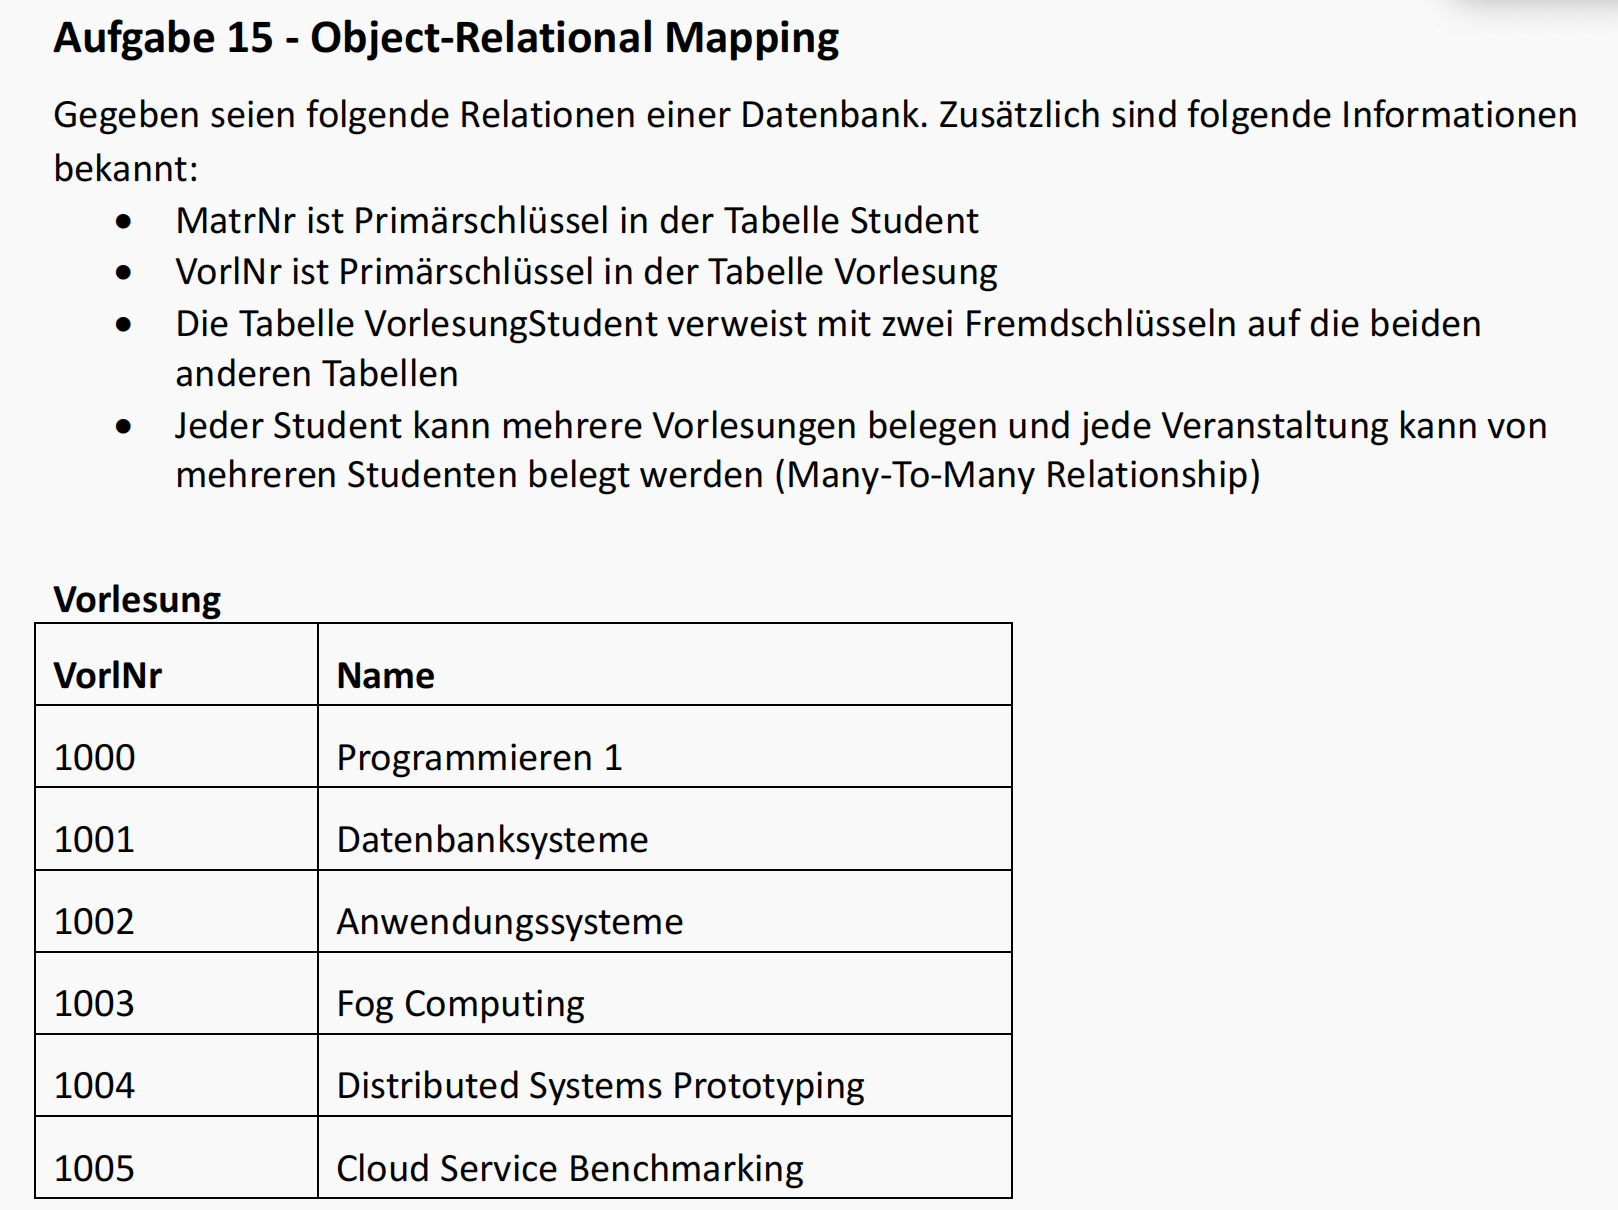 Aufgabe 15 - Object-Relational Mapping
Gegeben seien folgende Relationen einer Datenbank. Zusätzlich sind folgende Informationen
bekannt:
• MatrNr ist Primärschlüssel in der Tabelle Student
• VorlNr ist Primärschlüssel in der Tabelle Vorlesung
• Die Tabelle VorlesungStudent verweist mit zwei Fremdschlüsseln auf die beiden
anderen Tabellen
• Jeder Student kann mehrere Vorlesungen belegen und jede Veranstaltung kann von
mehreren Studenten belegt werden (Many-To-Many Relationship)
Vorlesung
VorlNr Name
1000 Programmieren 1
1001 Datenbanksysteme
1002 Anwendungssysteme
1003 Fog Computing
1004 Distributed Systems Prototyping
1005 Cloud Service Benchmarking